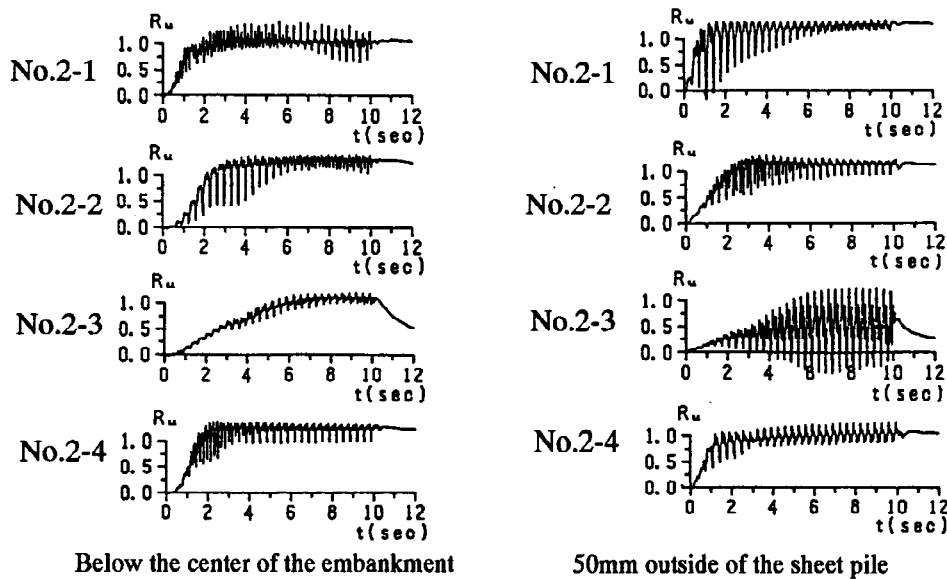 Ru
No.2-1
1.0
0.5
0.0
0 2 4 6 8 10 12
t(sec)
Ru
No.2-2
1.0
0.5
0.0
0 2 4 6 8 10 12
t(sec)
Ru
No.2-3
1.0
0.5
0.0
0 2 4 6 8 10 12
t(sec)
Ru
No.2-4
1.0
0.5
0.0
0 2 4 6 8 10 12
t(sec)
Below the center of the embankment
Ru
No.2-1
1.0
0.5
0.0
0 2 4 6 8 10 12
t(sec)
Ru
No.2-2
1.0
0.5
0.0
0 2 4 6 8 10 12
t(sec)
Ru
No.2-3
1.0
0.5
0.0
0 2 4 6 8 10 12
t(sec)
Ru
No.2-4
1.0
0.5
0.0
0 2 4 6 8 10 12
t(sec)
50mm outside of the sheet pile